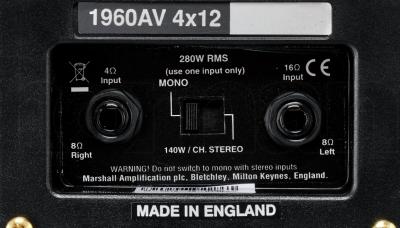 1960AV 4x12
280W RMS
(use one input only)
4Ω
Input
16Ω
Input
CE
MONO
8Ω
Right
8Ω
Left
140W / CH. STEREO
WARNING! Do not switch to mono with stereo inputs
Marshall Amplification plc, Bletchley, Milton Keynes, England.
MADE IN ENGLAND